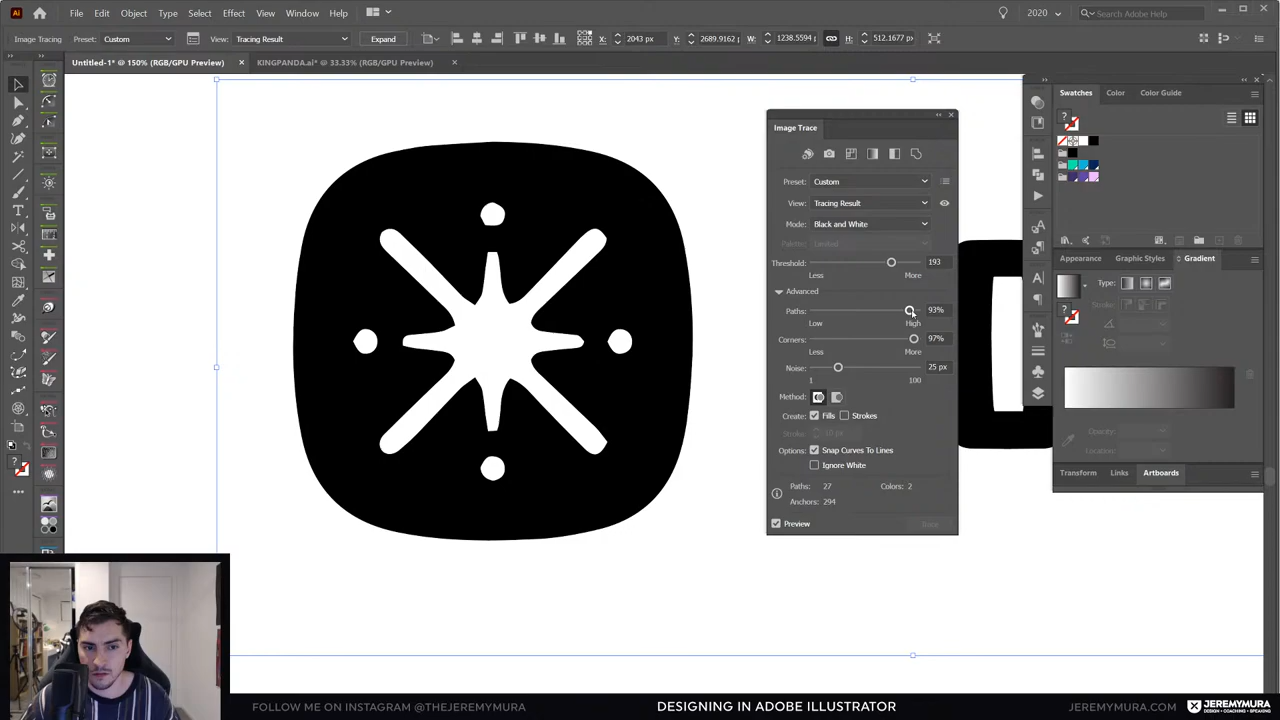 Ai File Edit Object Type Select Effect View Window Help 2020 Search Adobe Help
Image Tracing Preset: Custom View: Tracing Result Expand X: 2043 px Y: 2689.9162 W: 1238.5594 H: 512.1677 p
Untitled-1* @ 150% (RGB/GPU Preview) KINGPANDA.ai* @ 33.33% (RGB/GPU Preview)
Swatches Color Color Guide
Image Trace
Preset: Custom
View: Tracing Result
Mode: Black and White
Palette: Limited
Threshold: 193
Less More
Advanced
Paths: 93%
Low High
Corners: 97%
Less More
Noise: 25 px
1 100
Method:
Create: Fills Strokes
Stroke: 10 px
Options: Snap Curves To Lines
Ignore White
Paths: 27 Colors: 2
Anchors: 294
Preview Trace
Appearance Graphic Styles Gradient
Type:
Stroke:
Opacity:
Location:
Transform Links Artboards
FOLLOW ME ON INSTAGRAM @THEJEREMYMURA DESIGNING IN ADOBE ILLUSTRATOR JEREMYMURA.COM JEREMYMURA
DESIGN • COACHING • SPEAKING